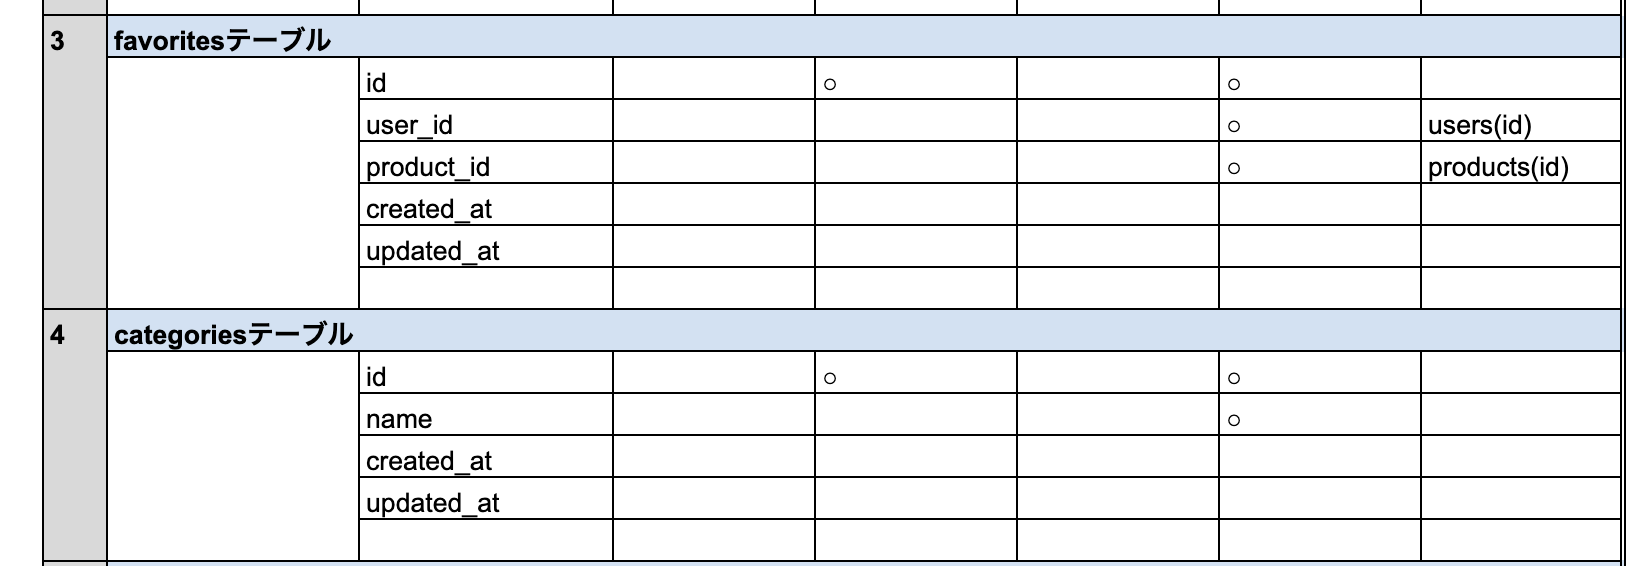 3 favoritesテーブル
id ○ ○
user_id ○ users(id)
product_id ○ products(id)
created_at
updated_at
4 categoriesテーブル
id ○ ○
name ○
created_at
updated_at